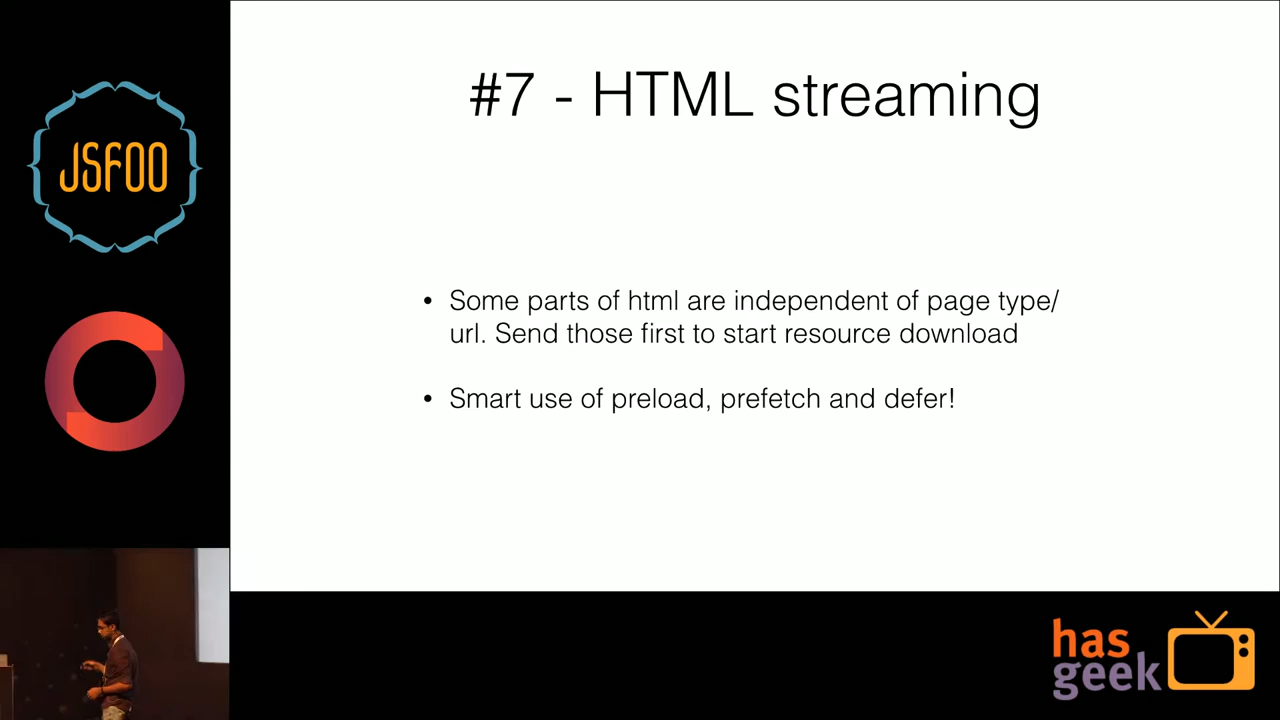 JSFOO
#7 - HTML streaming
• Some parts of html are independent of page type/
url. Send those first to start resource download
• Smart use of preload, prefetch and defer!
has
geek